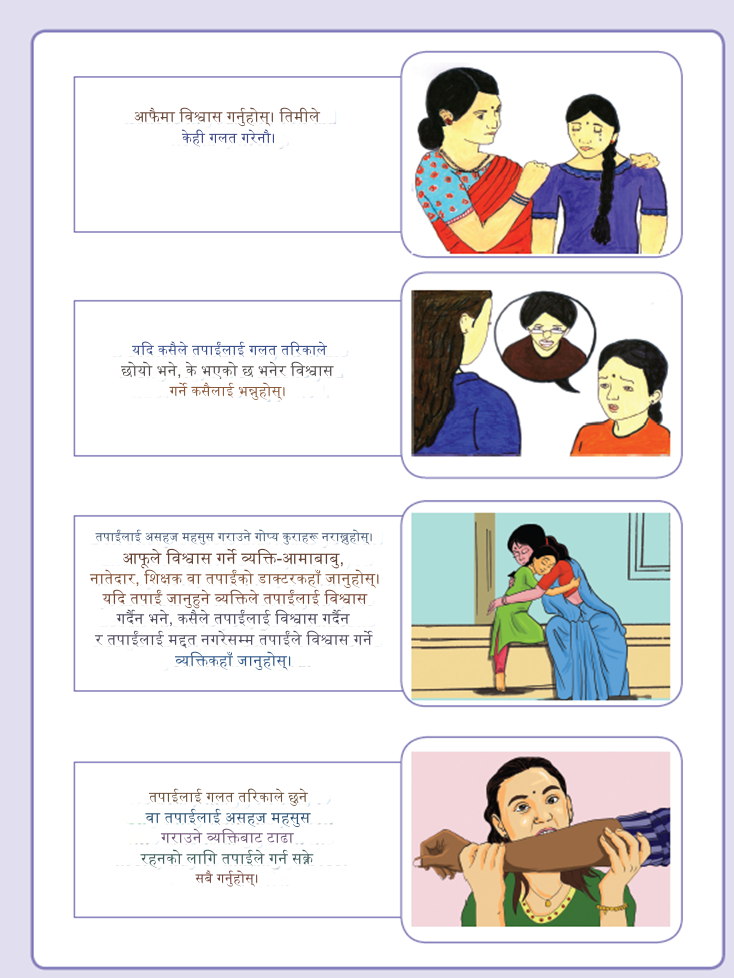 आफैमा विश्वास गर्नुहोस्। तिमीले
केही गलत गरेनौ।
यदि कसैले तपाईंलाई गलत तरिकाले
छोयो भने, के भएको छ भनेर विश्वास
गर्ने कसैलाई भन्नुहोस्।
तपाईंलाई असहज महसुस गराउने गोप्य कुराहरू नराख्नुहोस्।
आफूले विश्वास गर्ने व्यक्ति-आमाबाबु,
नातेदार, शिक्षक वा तपाईंको डाक्टरकहाँ जानुहोस्।
यदि तपाईं जानुहुने व्यक्तिले तपाईंलाई विश्वास
गर्दैन भने, कसैले तपाईंलाई विश्वास गर्दैन
र तपाईंलाई मद्दत नगरेसम्म तपाईंले विश्वास गर्ने
व्यक्तिकहाँ जानुहोस्।
तपाईलाई गलत तरिकाले छुने
वा तपाईलाई असहज महसुस
गराउने व्यक्तिबाट टाढा
रहनको लागि तपाईले गर्न सक्ने
सबै गर्नुहोस्।